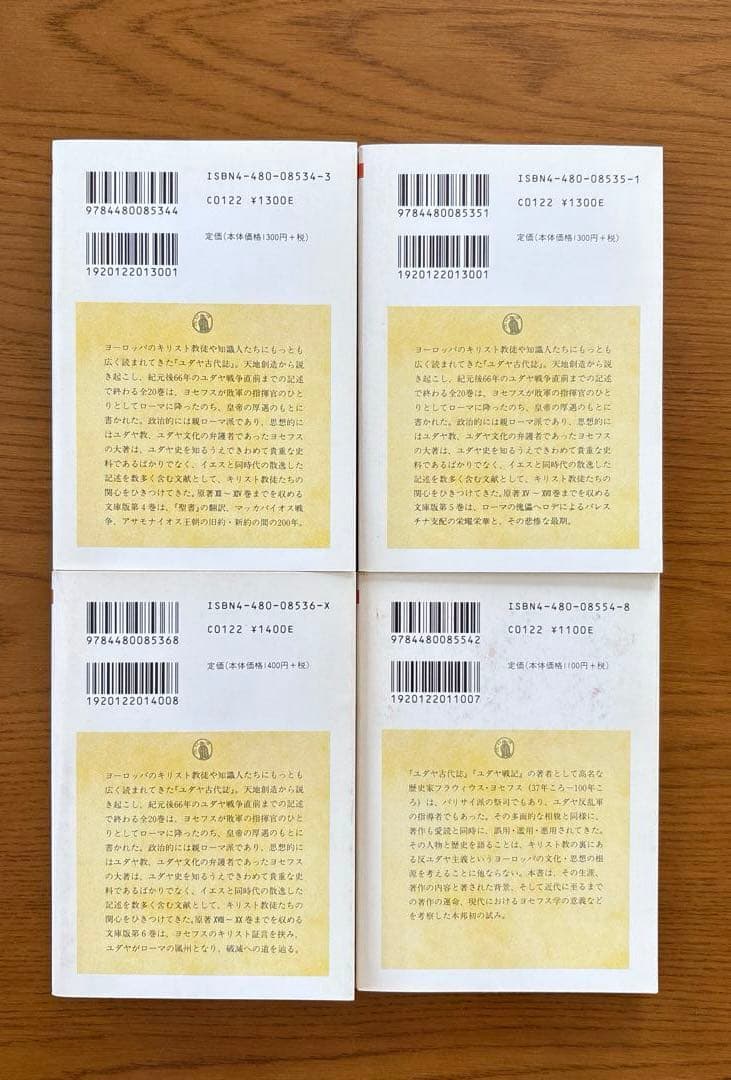 ISBN4-480-08534-3
9784480085344
C0122 ¥1300E
定価(本体価格1300円+税)
1920122013001
ヨーロッパのキリスト教徒や知識人たちにもっとも
広く読まれてきた『ユダヤ古代誌』。天地創造から説
き起こし、紀元後66年のユダヤ戦争直前までの記述
で終わる全20巻は、ヨセフスが敗軍の指揮官のひと
りとしてローマに降ったのち、皇帝の厚遇のもとに
書かれた。政治的には親ローマ派であり、思想的に
はユダヤ教、ユダヤ文化の弁護者であったヨセフス
の大著は、ユダヤ史を知るうえできわめて貴重な史
料であるばかりでなく、イエスと同時代の散逸した
記述を数多く含む文献として、キリスト教徒たちの
関心をひきつけてきた。原著XII〜XIV巻までを収める
文庫版第4巻は、『聖書』の翻訳、マッカバイオス戦
争、アサモナイオス王朝の旧約・新約の間の200年。
ISBN4-480-08535-1
9784480085351
C0122 ¥1300E
定価(本体価格1300円+税)
1920122013001
ヨーロッパのキリスト教徒や知識人たちにもっとも
広く読まれてきた『ユダヤ古代誌』。天地創造から説
き起こし、紀元後66年のユダヤ戦争直前までの記述
で終わる全20巻は、ヨセフスが敗軍の指揮官のひと
りとしてローマに降ったのち、皇帝の厚遇のもとに
書かれた。政治的には親ローマ派であり、思想的に
はユダヤ教、ユダヤ文化の弁護者であったヨセフス
の大著は、ユダヤ史を知るうえできわめて貴重な史
料であるばかりでなく、イエスと同時代の散逸した
記述を数多く含む文献として、キリスト教徒たちの
関心をひきつけてきた。原著XV〜XVII巻までを収める
文庫版第5巻は、ローマの傀儡ヘロデによるパレス
チナ支配の栄耀栄華と、その悲惨な最期。
ISBN4-480-08536-X
9784480085368
C0122 ¥1400E
定価(本体価格1400円+税)
1920122014008
ヨーロッパのキリスト教徒や知識人たちにもっとも
広く読まれてきた『ユダヤ古代誌』。天地創造から説
き起こし、紀元後66年のユダヤ戦争直前までの記述
で終わる全20巻は、ヨセフスが敗軍の指揮官のひと
りとしてローマに降ったのち、皇帝の厚遇のもとに
書かれた。政治的には親ローマ派であり、思想的に
はユダヤ教、ユダヤ文化の弁護者であったヨセフス
の大著は、ユダヤ史を知るうえできわめて貴重な史
料であるばかりでなく、イエスと同時代の散逸した
記述を数多く含む文献として、キリスト教徒たちの
関心をひきつけてきた。原著XVIII〜XX巻までを収める
文庫版第6巻は、ヨセフスのキリスト証言を挟み、
ユダヤがローマの属州となり、破滅への道を辿る。
ISBN4-480-08554-8
9784480085542
C0122 ¥1100E
定価(本体価格1100円+税)
1920122011007
『ユダヤ古代誌』『ユダヤ戦記』の著者として高名な
歴史家フラウィウス・ヨセフス(37年ころ―100年こ
ろ)は、パリサイ派の祭司でもあり、ユダヤ反乱軍
の指導者でもあった。その多面的な相貌と同様に、
著作も愛読と同時に、誤用・濫用・悪用されてきた。
その人物と歴史を語ることは、キリスト教の裏にあ
る反ユダヤ主義というヨーロッパの文化・思想の根
源を考えることに他ならない。本書は、その生涯、
著作の内容と著された背景、そして近代に至るまで
の著作の運命、現代におけるヨセフス学の意義など
を考察した本邦初の試み。